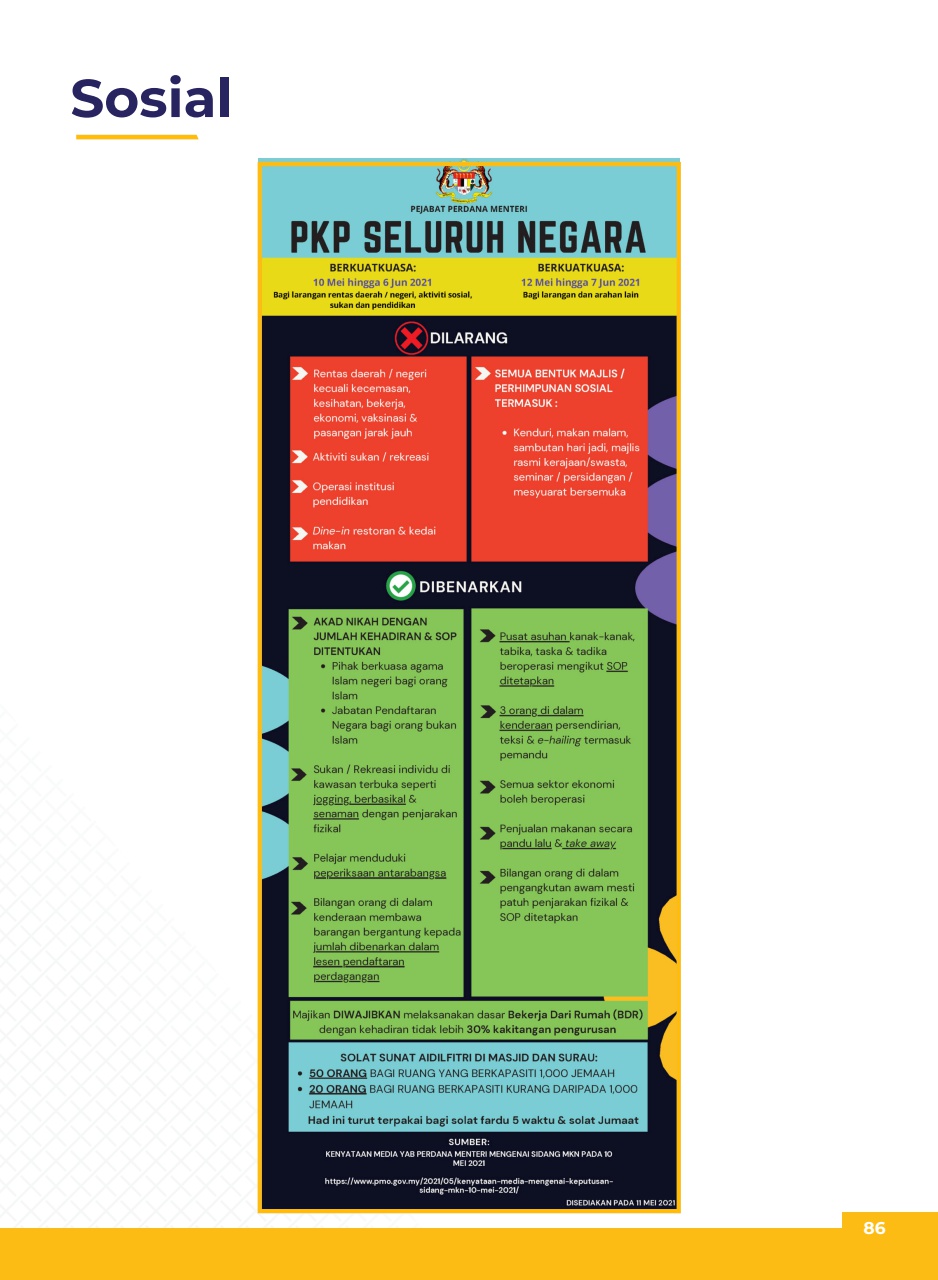 Sosial
PEJABAT PERDANA MENTERI
PKP SELURUH NEGARA
BERKUATKUASA:
10 Mei hingga 6 Jun 2021
Bagi larangan rentas daerah / negeri, aktiviti sosial,
sukan dan pendidikan
BERKUATKUASA:
12 Mei hingga 7 Jun 2021
Bagi larangan dan arahan lain
DILARANG
Rentas daerah / negeri
kecuali kecemasan,
kesihatan, bekerja,
ekonomi, vaksinasi &
pasangan jarak jauh
Aktiviti sukan / rekreasi
Operasi institusi
pendidikan
Dine-in restoran & kedai
makan
SEMUA BENTUK MAJLIS /
PERHIMPUNAN SOSIAL
TERMASUK :
• Kenduri, makan malam,
sambutan hari jadi, majlis
rasmi kerajaan/swasta,
seminar / persidangan /
mesyuarat bersemuka
DIBENARKAN
AKAD NIKAH DENGAN
JUMLAH KEHADIRAN & SOP
DITENTUKAN
• Pihak berkuasa agama
Islam negeri bagi orang
Islam
• Jabatan Pendaftaran
Negara bagi orang bukan
Islam
Sukan / Rekreasi individu di
kawasan terbuka seperti
jogging, berbasikal &
senaman dengan penjarakan
fizikal
Pelajar menduduki
peperiksaan antarabangsa
Bilangan orang di dalam
kenderaan membawa
barangan bergantung kepada
jumlah dibenarkan dalam
lesen pendaftaran
perdagangan
Pusat asuhan kanak-kanak,
tabika, taska & tadika
beroperasi mengikut SOP
ditetapkan
3 orang di dalam
kenderaan persendirian,
teksi & e-hailing termasuk
pemandu
Semua sektor ekonomi
boleh beroperasi
Penjualan makanan secara
pandu lalu & take away
Bilangan orang di dalam
pengangkutan awam mesti
patuh penjarakan fizikal &
SOP ditetapkan
Majikan DIWAJIBKAN melaksanakan dasar Bekerja Dari Rumah (BDR)
dengan kehadiran tidak lebih 30% kakitangan pengurusan
SOLAT SUNAT AIDILFITRI DI MASJID DAN SURAU:
• 50 ORANG BAGI RUANG YANG BERKAPASITI 1,000 JEMAAH
• 20 ORANG BAGI RUANG BERKAPASITI KURANG DARIPADA 1,000
JEMAAH
Had ini turut terpakai bagi solat fardu 5 waktu & solat Jumaat
SUMBER:
KENYATAAN MEDIA YAB PERDANA MENTERI MENGENAI SIDANG MKN PADA 10
MEI 2021
https://www.pmo.gov.my/2021/05/kenyataan-media-mengenai-keputusan-
sidang-mkn-10-mei-2021/
DISEDIAKAN PADA 11 MEI 2021
86